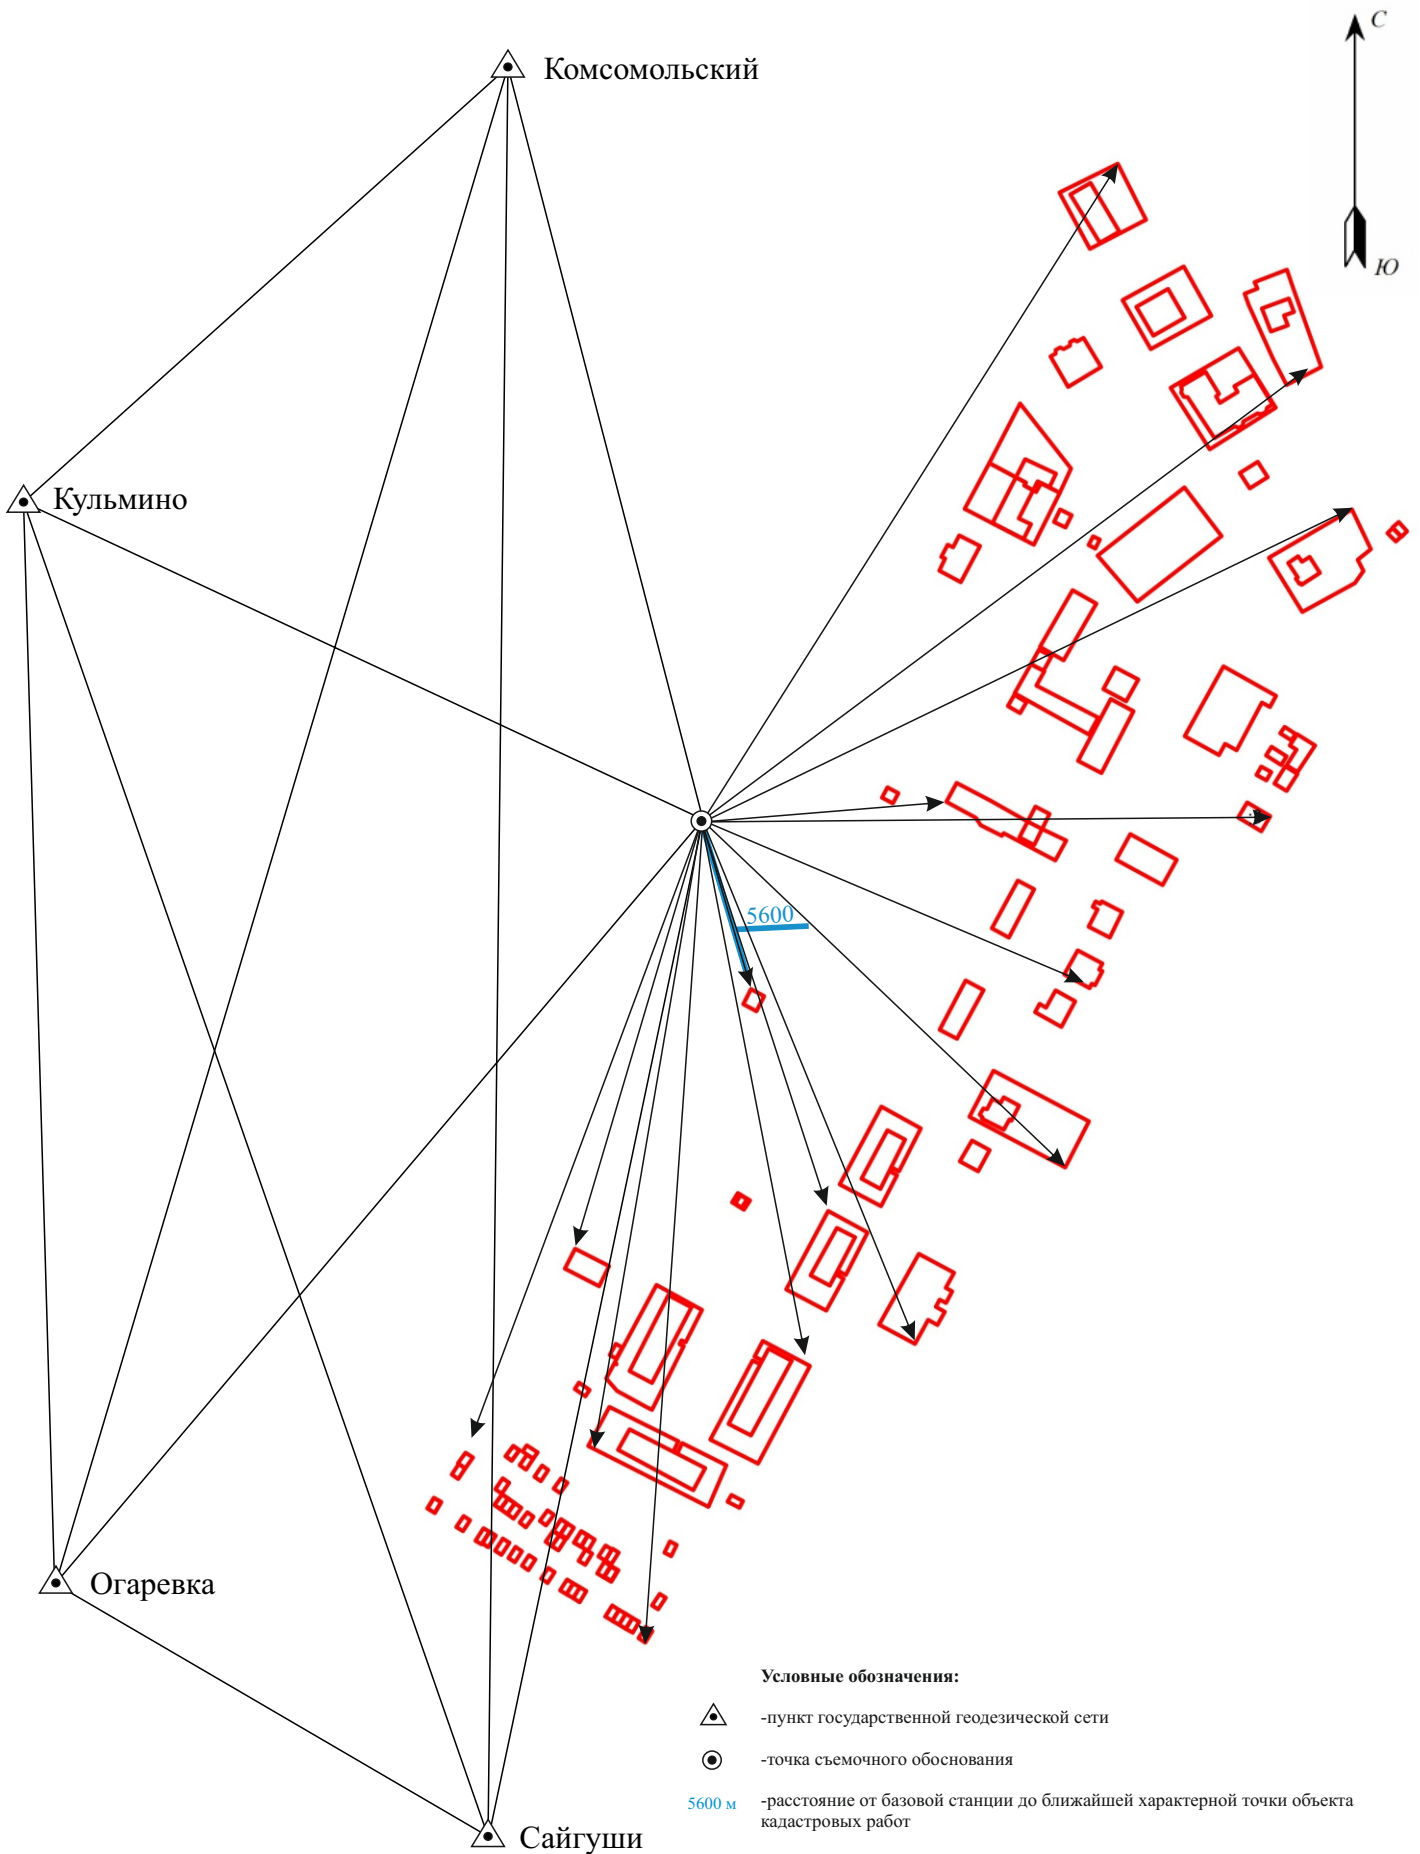 С
Комсомольский
Ю
Кульмино
5600
Огаревка
Условные обозначения:
-пункт государственной геодезической сети
-точка съемочного обоснования
5600 м -расстояние от базовой станции до ближайшей характерной точки объекта
кадастровых работ
Сайгуши